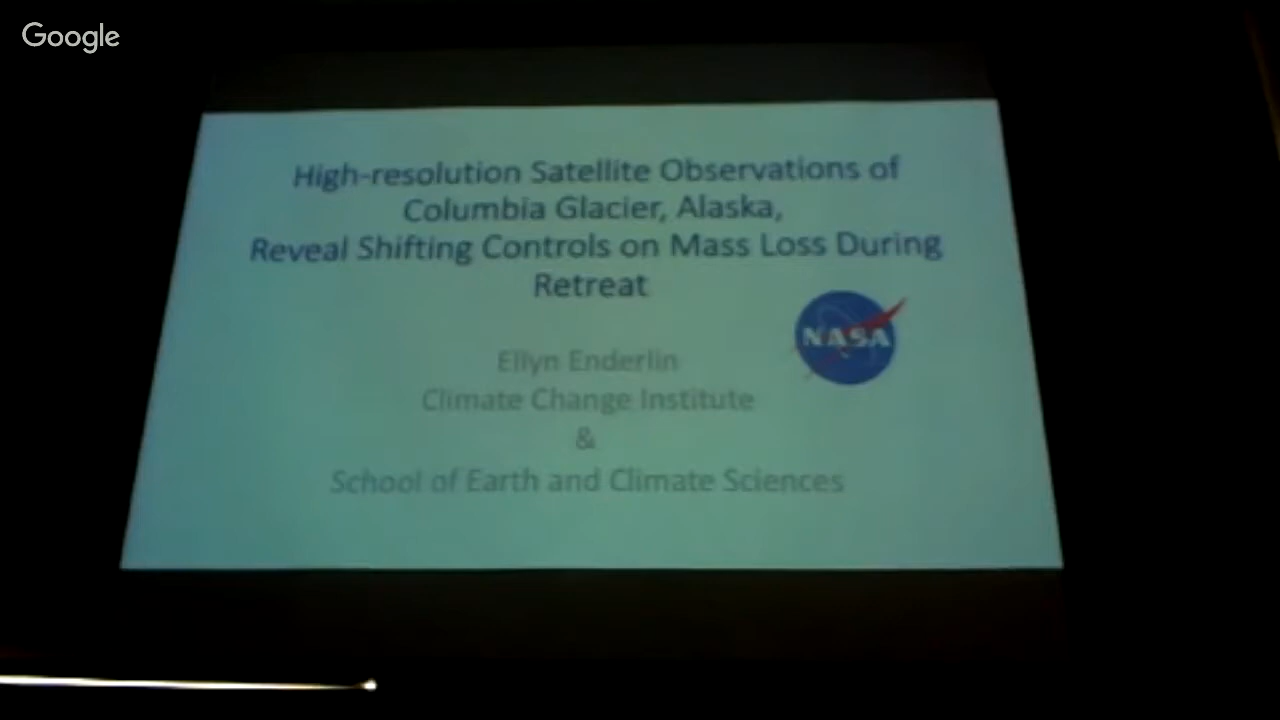 Google
High-resolution Satellite Observations of
Columbia Glacier, Alaska,
Reveal Shifting Controls on Mass Loss During
Retreat
NASA
Ellyn Enderlin
Climate Change Institute
&
School of Earth and Climate Sciences